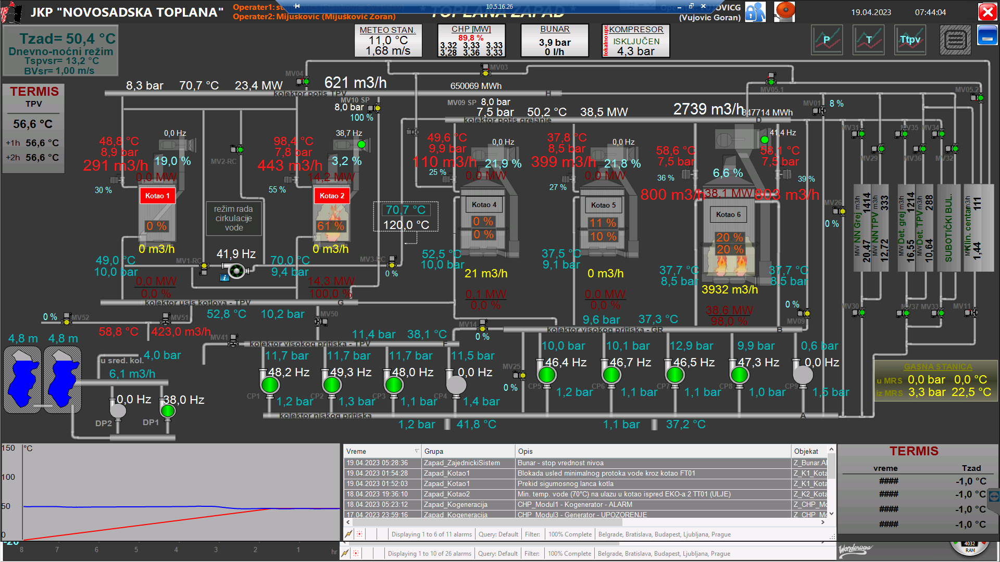 JKP "NOVOSADSKA TOPLANA"
Operater2: Mijuskovic (Mijušković Zoran)
10.5.16.26
(Vujovic Goran)
19.04.2023
07:44:04
Tzad= 50,4 °C
Dnevno-noćni režim
Tspvsr= 13,2 °C
BVsr= 1,00 m/s
METEO STAN.
11,0 °C
1,68 m/s
CHP [MW]
89,8 %
3,32 3,33 3,33
3,28 3,36 3,33
BUNAR
3,9 bar
0 l/h
KOMPRESOR
ISKLJUČEN
4,3 bar
P
T
Ttpv
TERMIS
TPV
56,6 °C
+1h 56,6 °C
+2h 56,6 °C
8,3 bar 70,7 °C 23,4 MW
MV04
621 m3/h
650069 MWh
MV03
kolektor potis TPV
H
MV10 SP
8,0 bar
100 %
MV09 SP
8,0 bar
7,5 bar 50,2 °C 38,5 MW
2739 m3/h
847714 MWh
kolektor potis grejanje
D
MV05.1
MV05.2
MV01
8 %
MV31
MV35
MV34
MV29
MV36
MV32
0,0 Hz
48,8 °C
8,9 bar
291 m3/h
19,0 %
0,0 MW
30 %
Kotao 1
0 %
0 m3/h
49,0 °C
10,0 bar
0,0 MW
0,0 %
MV2-RC
režim rada
cirkulacije
vode
MV1-RC
41,9 Hz
38,7 Hz
98,4 °C
7,8 bar
443 m3/h
3,2 %
14,2 MW
55 %
Kotao 2
61 %
0 m3/h
70,0 °C
9,4 bar
14,3 MW
100,0 %
70,7 °C
120,0 °C
MV3-RC
0 %
0,0 Hz
49,6 °C
9,9 bar
110 m3/h
21,9 %
0,0 MW
25 %
Kotao 4
0 %
0 %
52,5 °C
10,0 bar
21 m3/h
0,1 MW
0,0 %
0,0 Hz
37,8 °C
8,5 bar
399 m3/h
21,8 %
0,0 MW
27 %
Kotao 5
11 %
10 %
37,5 °C
9,1 bar
0 m3/h
0,0 MW
0,0 %
41,4 Hz
58,6 °C
7,5 bar
58,1 °C
7,5 bar
6,6 %
36 %
39 %
800 m3/h
38,1 MW
803 m3/h
Kotao 6
20 %
20 %
37,7 °C
8,5 bar
37,7 °C
8,5 bar
3932 m3/h
38,6 MW
98,0 %
MV26
0 %
MW NN Grej m3/h
20,47 1414
MW NN TPV m3/h
12,72 333
MW Det. grej m3/h
16,55 1214
MW Det. TPV m3/h
10,64 288
SUBOTIČKI BUL.
MW Klin. centar m3/h
1,44 111
MV30
MV37
MV33
MV11
kolektor usis kotlova - TPV
G
52,8 °C 10,2 bar
MV50
0 %
MV52
MV51
58,8 °C 423,0 m3/h
MV41
11,4 bar 38,1 °C
kolektor visokog pritiska - TPV
F
MV14
0 %
9,6 bar 37,3 °C
kolektor visokog pritiska - GR
B
0 %
MV09
4,8 m
4,8 m
u sred. kol.
4,0 bar
6,1 m3/h
0,0 Hz
38,0 Hz
DP2
DP1
11,7 bar
48,2 Hz
CP1
1,2 bar
11,7 bar
49,3 Hz
CP2
1,3 bar
11,7 bar
48,0 Hz
CP3
1,1 bar
11,5 bar
0,0 Hz
CP4
1,4 bar
MV25
0 %
10,0 bar
46,4 Hz
CP5
1,2 bar
10,1 bar
46,7 Hz
CP6
1,1 bar
12,9 bar
46,5 Hz
CP7
1,1 bar
9,9 bar
47,3 Hz
CP8
1,0 bar
0,6 bar
0,0 Hz
CP9
1,5 bar
kolektor niskog pritiska
A
1,2 bar 41,8 °C
1,1 bar 37,2 °C
GASNA STANICA
u MRS 0,0 bar 0,0 °C
iz MRS 3,3 bar 22,5 °C
150 °C
100
50
0
-20
8 7 6 5 4 3 2 1 hr
Vreme Grupa Opis Objekat
19.04.2023 05:28:36 Zapad_ZajednickiSistem Bunar - stop vrednost nivoa Z_Bunar.Al
19.04.2023 01:54:28 Zapad_Kotao1 Blokada usled minimalnog protoka vode kroz kotao FT01 Z_K1_Kota
19.04.2023 01:52:03 Zapad_Kotao1 Prekid sigurnosnog lanca kotla Z_K1_Kota
18.04.2023 19:36:10 Zapad_Kotao2 Min. temp. vode (70°C) na ulazu u kotao ispred EKO-a 2 TT01 (ULJE) Z_K2_Kota
18.04.2023 05:23:12 Zapad_Kogeneracija CHP_Modul1 - Kogenerator - ALARM Z_CHP_Mc
17.04.2023 23:59:16 Zapad_Kogeneracija CHP_Modul3 - Generator - UPOZORENJE Z_CHP_Mc
Displaying 1 to 6 of 11 alarms Query: Default Filter: 100% Complete Belgrade, Bratislava, Budapest, Ljubljana, Prague
Displaying 1 to 10 of 26 alarms Query: Default Filter: 100% Complete Belgrade, Bratislava, Budapest, Ljubljana, Prague
TERMIS
vreme Tzad
#### -1,0 °C
#### -1,0 °C
#### -1,0 °C
#### -1,0 °C
Wonderware
4032
RAM